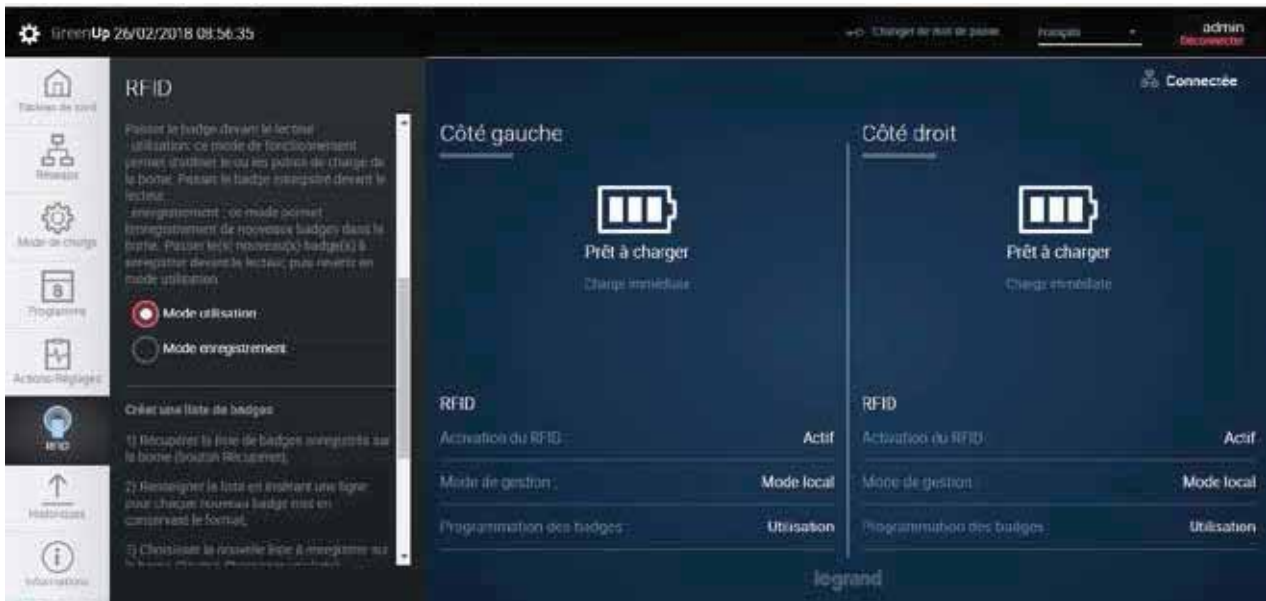 GreenUp 26/02/2018 08:56:35
Changer de mot de passe
Français
admin
Déconnecter
Tableau de bord
Réseaux
Mode de charge
8
Programme
Actions-Réglages
RFID
Historiques
Informations
RFID
Passer le badge devant le lecteur
utilisation: ce mode de fonctionnement
permet d'utiliser le ou les points de charge de
la borne. Passer le badge enregistré devant le
lecteur.
enregistrement : ce mode permet
l'enregistrement de nouveaux badges dans la
borne. Passer le(s) nouveau(x) badge(s) à
enregistrer devant le lecteur, puis revenir en
mode utilisation
Mode utilisation
Mode enregistrement
Créer une liste de badges
1) Récupérer la liste de badges enregistrés sur
la borne (bouton Récupérer),
2) Renseigner la liste en insérant une ligne
pour chaque nouveau badge tout en
conservant le format,
3) Choisissez la nouvelle liste à enregistrer sur
Connectée
Côté gauche
Prêt à charger
Charge immédiate
RFID
Activation du RFID : Actif
Mode de gestion : Mode local
Programmation des badges : Utilisation
Côté droit
Prêt à charger
Charge immédiate
RFID
Activation du RFID : Actif
Mode de gestion : Mode local
Programmation des badges : Utilisation
legrand